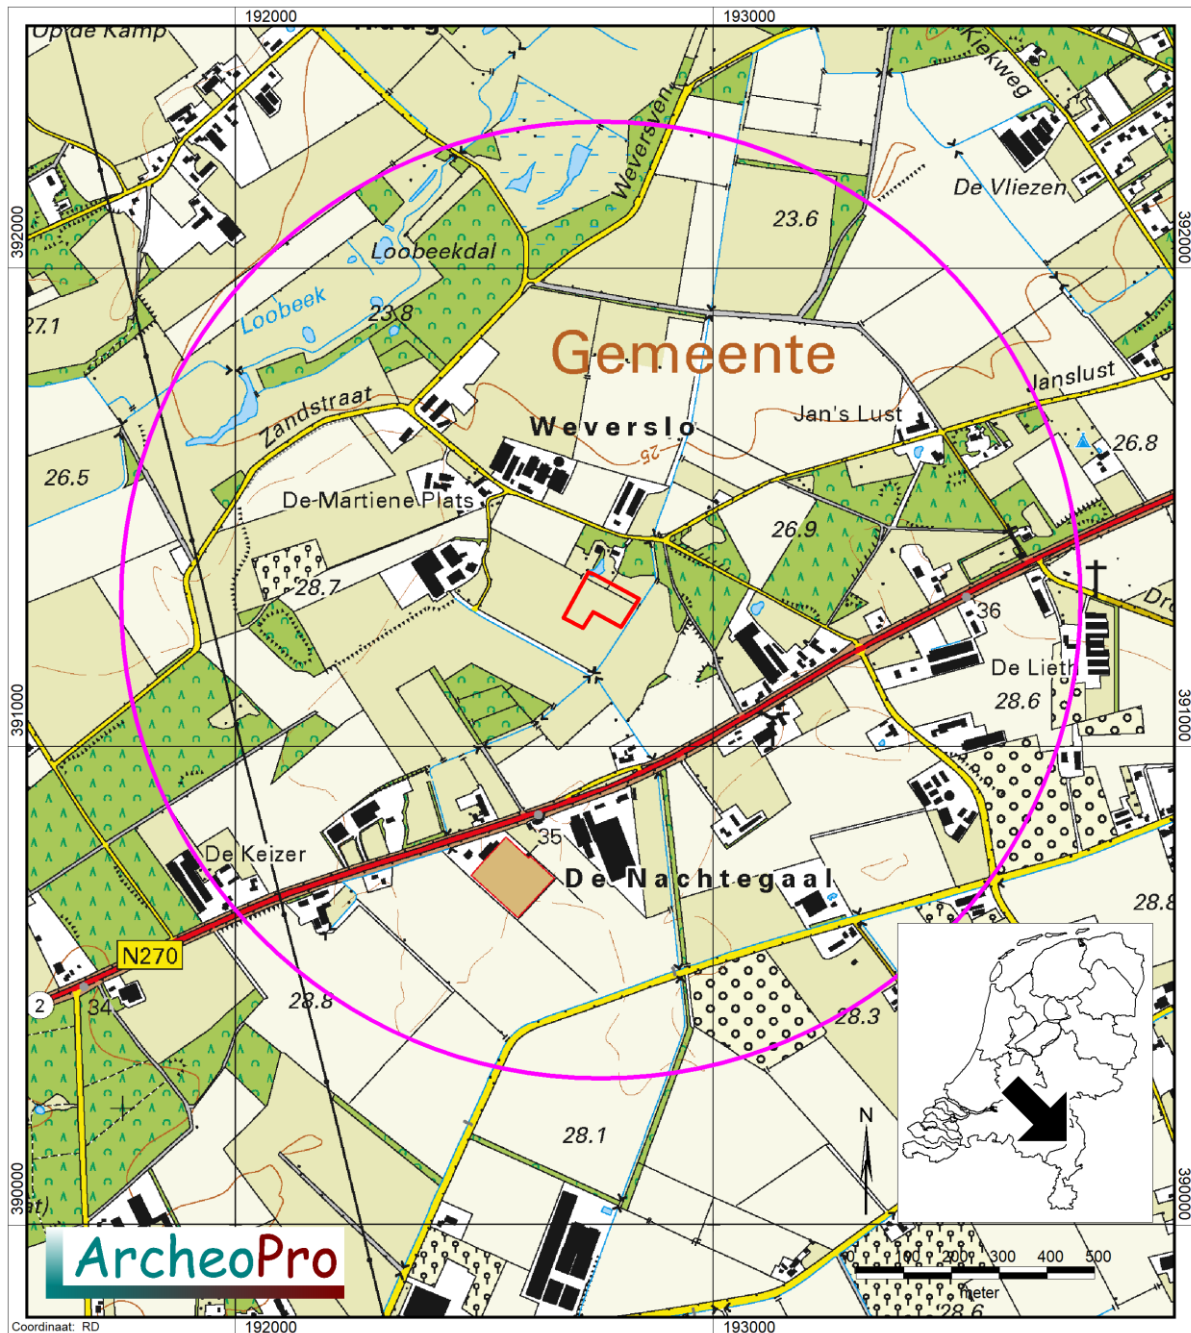 192000
193000
Op de Kamp
Kiekweg
Weversven
De Vliezen
392000
392000
23.6
Loobeekdal
Loobeek
23.8
27.1
Gemeente
Janslust
Zandstraat
Jan's Lust
Weverslo
25
26.8
26.5
De Martiene Plats
26.9
28.7
36
De Lieth
28.6
391000
391000
35
De Keizer
De Nachtegaal
28.8
N270
2
34
28.8
28.3
28.1
N
390000
390000
ArcheoPro
0 100 200 300 400 500
meter
28.6
Coordinaat: RD
192000
193000